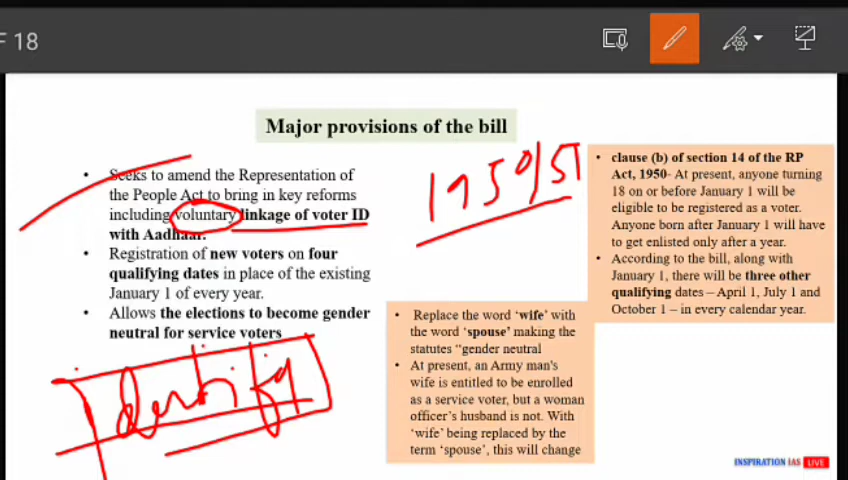 F 18
Major provisions of the bill
• Seeks to amend the Representation of
the People Act to bring in key reforms
including voluntary linkage of voter ID
with Aadhaar.
• Registration of new voters on four
qualifying dates in place of the existing
January 1 of every year.
• Allows the elections to become gender
neutral for service voters
Identify
1950/51
• Replace the word ‘wife’ with
the word ‘spouse’ making the
statutes “gender neutral
• At present, an Army man's
wife is entitled to be enrolled
as a service voter, but a woman
officer's husband is not. With
‘wife’ being replaced by the
term ‘spouse’, this will change
• clause (b) of section 14 of the RP
Act, 1950- At present, anyone turning
18 on or before January 1 will be
eligible to be registered as a voter.
Anyone born after January 1 will have
to get enlisted only after a year.
• According to the bill, along with
January 1, there will be three other
qualifying dates – April 1, July 1 and
October 1 – in every calendar year.
INSPIRATION IAS LIVE